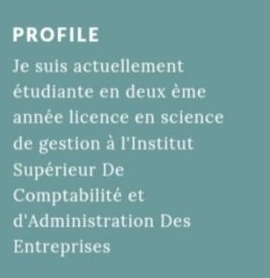 PROFILE
Je suis actuellement
étudiante en deux ème
année licence en science
de gestion à l'Institut
Supérieur De
Comptabilité et
d'Administration Des
Entreprises